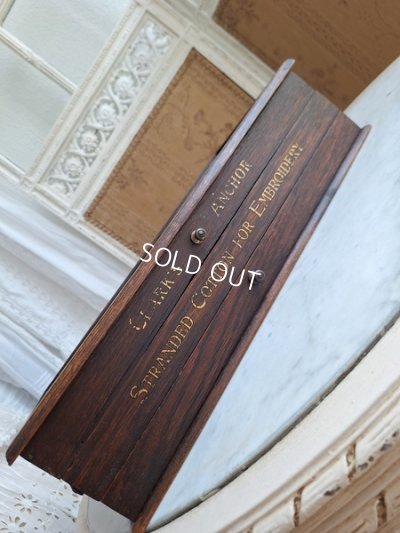 CLARK'S ANCHOR
STRANDED COTTON FOR EMBROIDERY
SOLD OUT